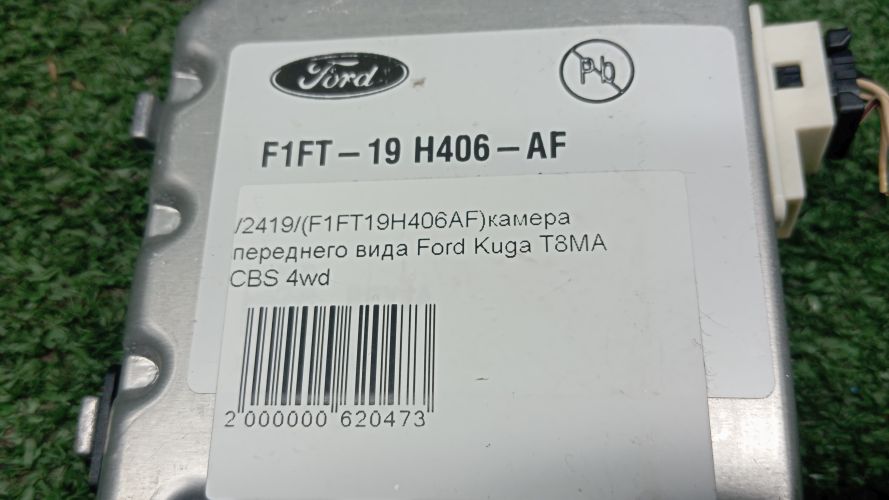 Ford
Pb
F1FT-19 H406-AF
/2419/(F1FT19H406AF)камера
переднего вида Ford Kuga T8MA
CBS 4wd
2 000000 620473